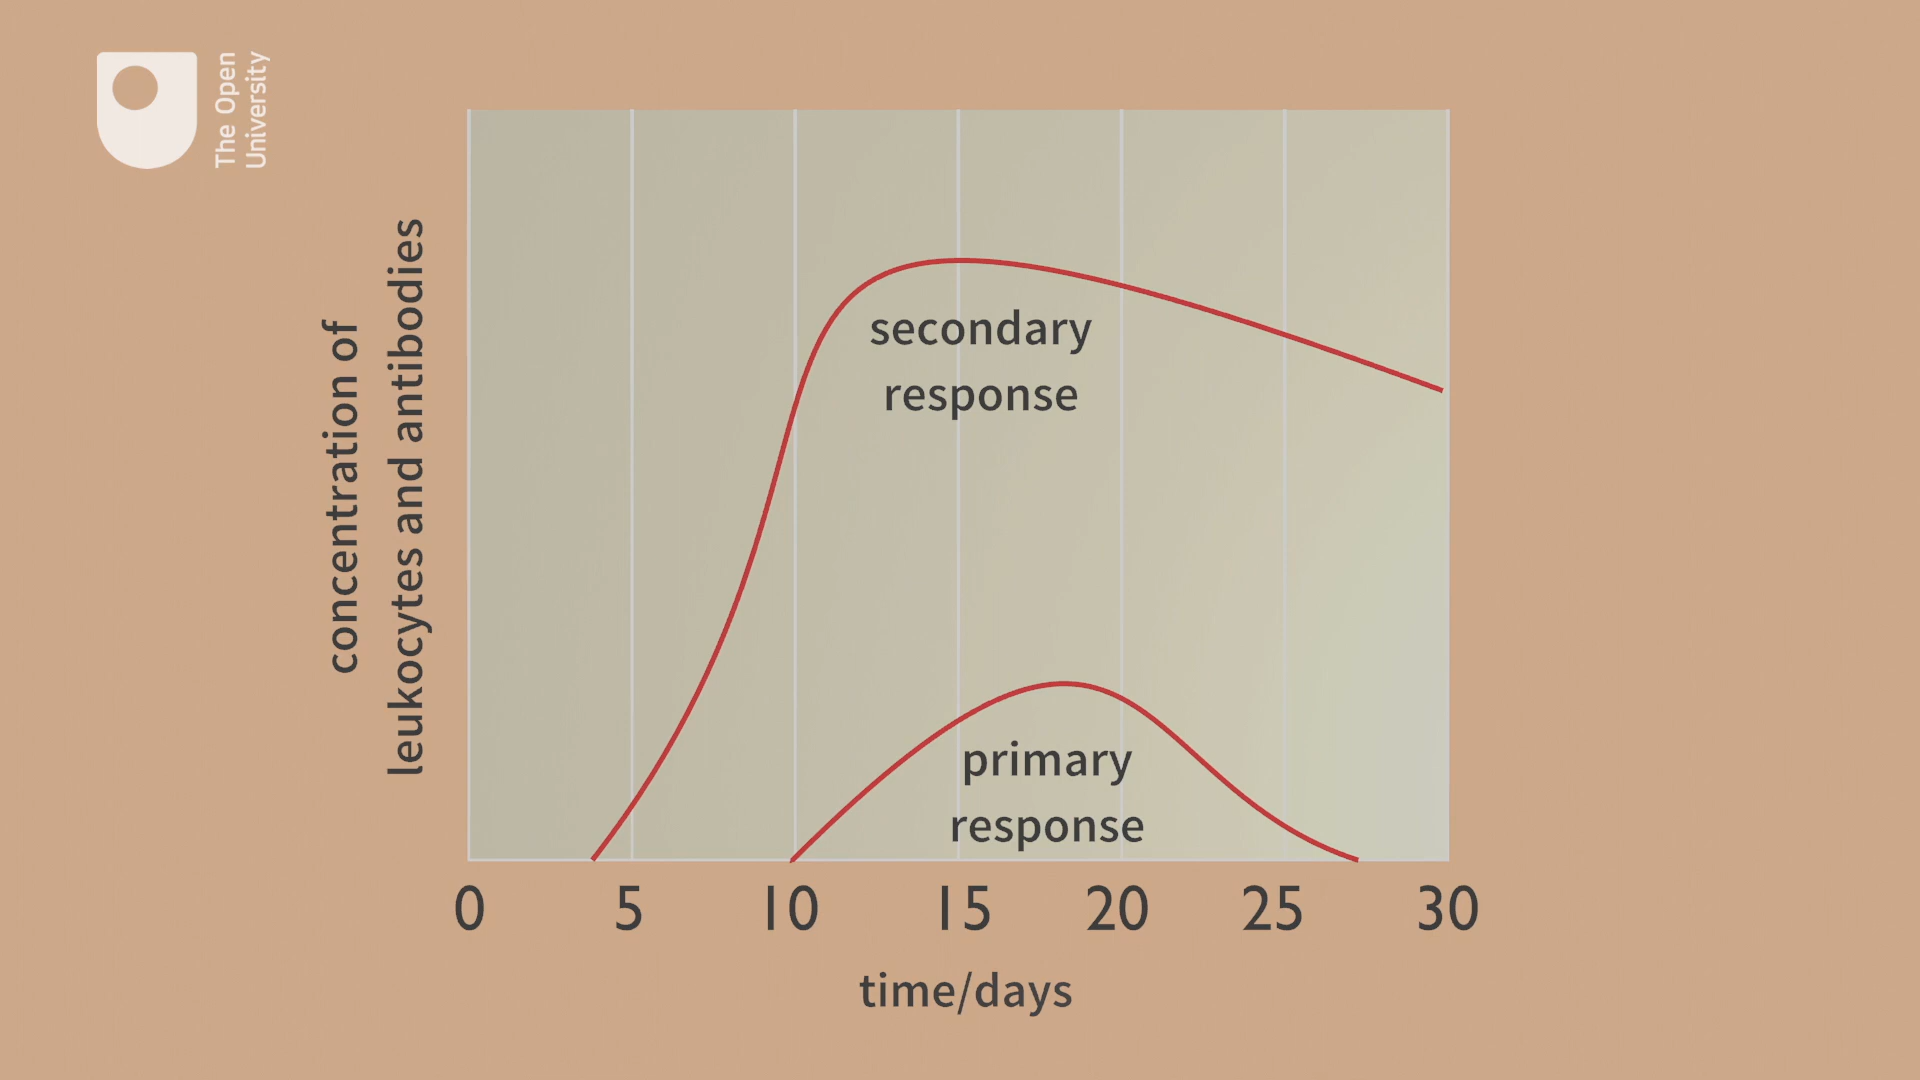 The Open
University
concentration of
leukocytes and antibodies
secondary
response
primary
response
0 5 10 15 20 25 30
time/days